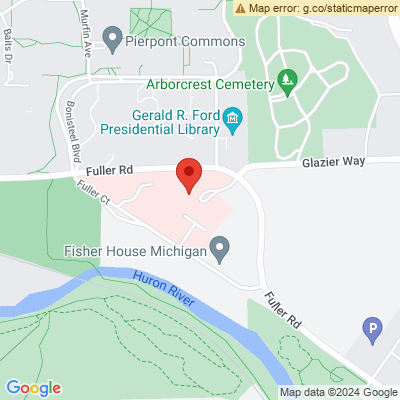 Map error: g.co/staticmaperror
Baits Dr
Murfin Ave
Pierpont Commons
Arborcrest Cemetery
Gerald R. Ford
Presidential Library
Bonisteel Blvd
Fuller Rd
Glazier Way
Fuller Ct
Fisher House Michigan
Huron River
Fuller Rd
P
Google
Map data ©2024 Google